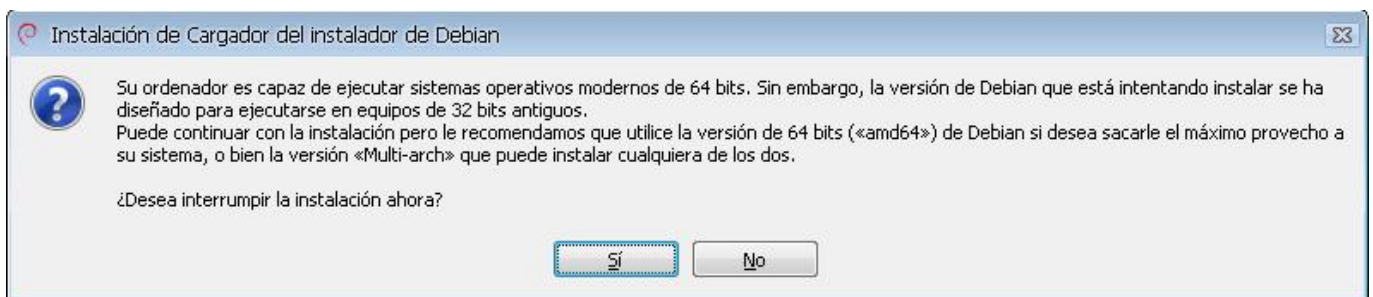 Instalación de Cargador del instalador de Debian
Su ordenador es capaz de ejecutar sistemas operativos modernos de 64 bits. Sin embargo, la versión de Debian que está intentando instalar se ha
diseñado para ejecutarse en equipos de 32 bits antiguos.
Puede continuar con la instalación pero le recomendamos que utilice la versión de 64 bits («amd64») de Debian si desea sacarle el máximo provecho a
su sistema, o bien la versión «Multi-arch» que puede instalar cualquiera de los dos.
¿Desea interrumpir la instalación ahora?
Sí No